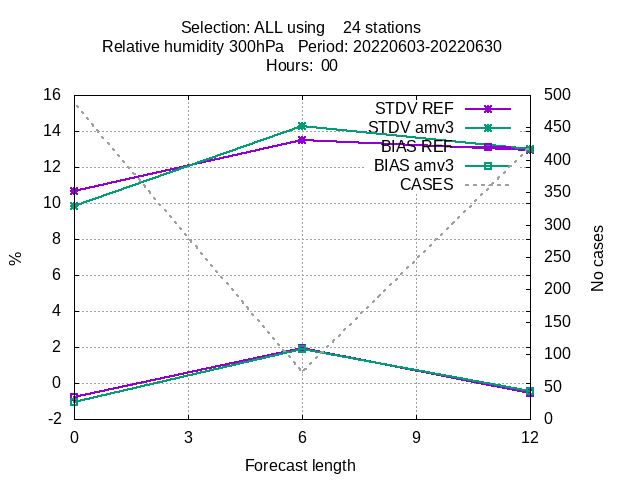 Selection: ALL using    24 stations
Relative humidity 300hPa   Period: 20220603-20220630
Hours:  00
16
14
12
10
8
6
4
2
0
-2
%
STDV REF
STDV amv3
BIAS REF
BIAS amv3
CASES
500
450
400
350
300
250
200
150
100
50
0
No cases
0 3 6 9 12
Forecast length